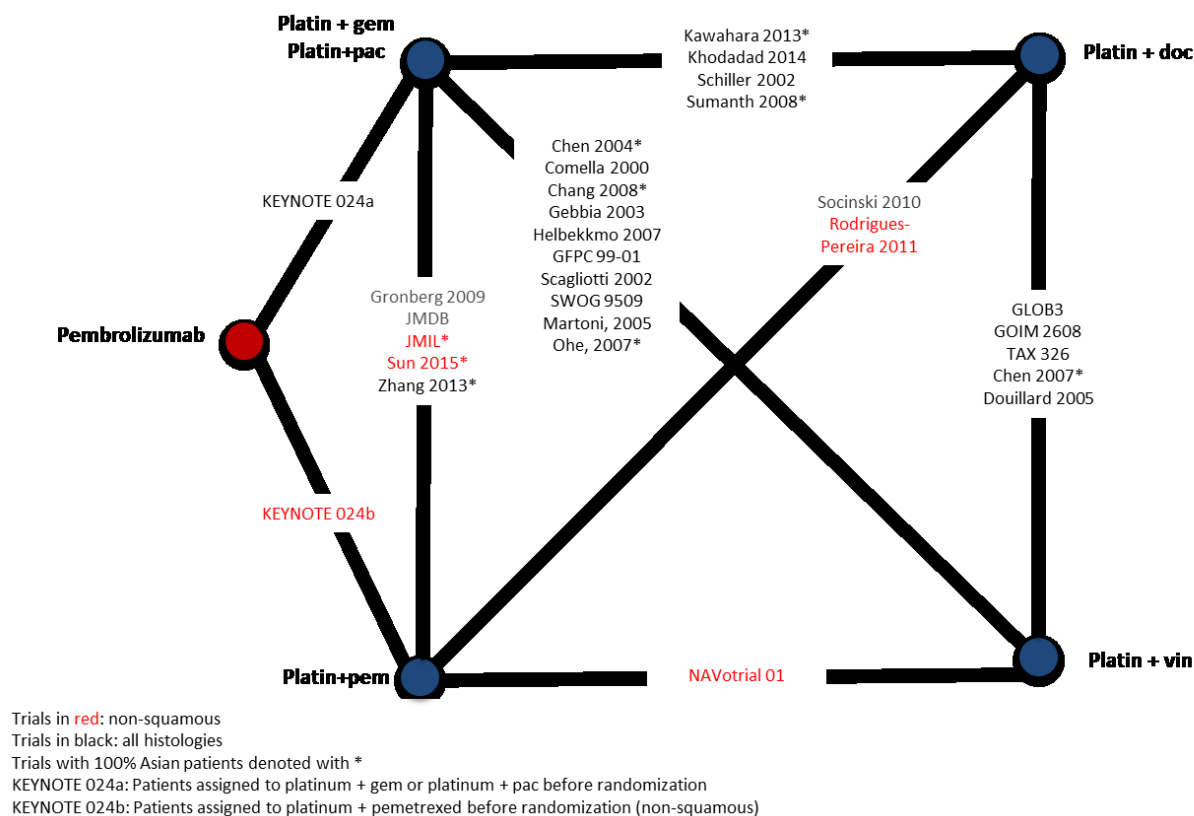 Platin + gem
Platin+pac
Kawahara 2013*
Khodadad 2014
Schiller 2002
Sumanth 2008*
Platin + doc
Chen 2004*
Comella 2000
Chang 2008*
Gebbia 2003
Helbekkmo 2007
GFPC 99-01
Scagliotti 2002
SWOG 9509
Martoni, 2005
Ohe, 2007*
KEYNOTE 024a
Socinski 2010
Rodrigues-
Pereira 2011
Gronberg 2009
JMDB
JMIL*
Sun 2015*
Zhang 2013*
GLOB3
GOIM 2608
TAX 326
Chen 2007*
Douillard 2005
Pembrolizumab
KEYNOTE 024b
Platin+pem
NAVotrial 01
Platin + vin
Trials in red: non-squamous
Trials in black: all histologies
Trials with 100% Asian patients denoted with *
KEYNOTE 024a: Patients assigned to platinum + gem or platinum + pac before randomization
KEYNOTE 024b: Patients assigned to platinum + pemetrexed before randomization (non-squamous)